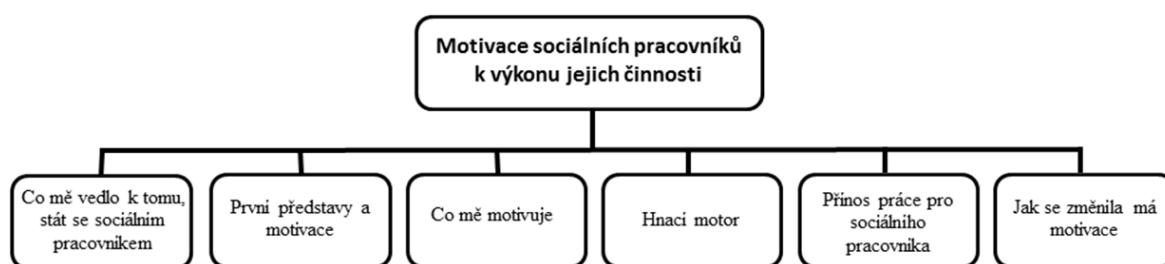 Motivace sociálních pracovníků
k výkonu jejich činnosti
Co mě vedlo k tomu,
stát se sociálním
pracovníkem
První představy a
motivace
Co mě motivuje
Hnací motor
Přínos práce pro
sociálního
pracovníka
Jak se změnila má
motivace